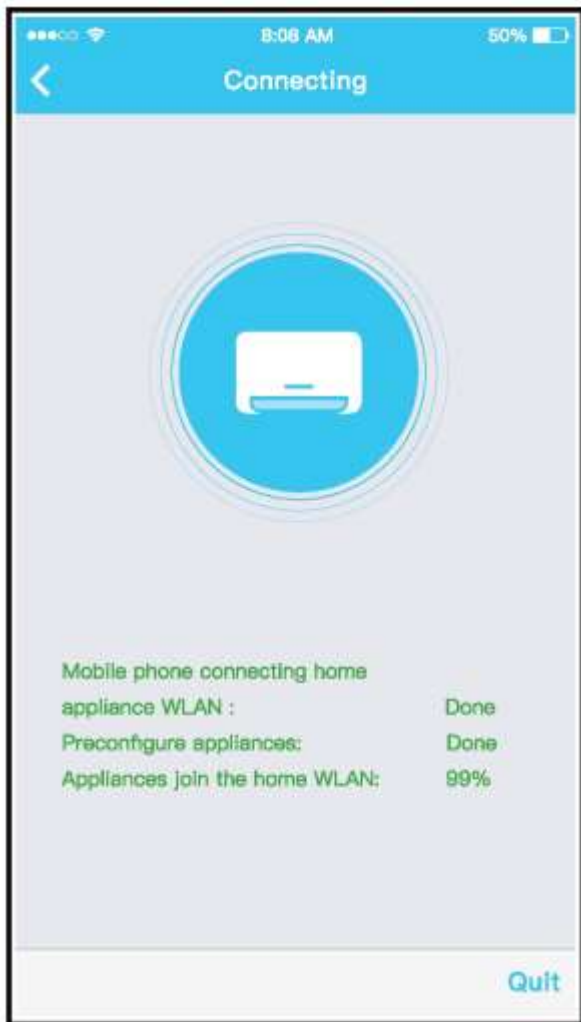 8:08 AM 50%
Connecting
Mobile phone connecting home
appliance WLAN : Done
Preconfigure appliances: Done
Appliances join the home WLAN: 99%
Quit